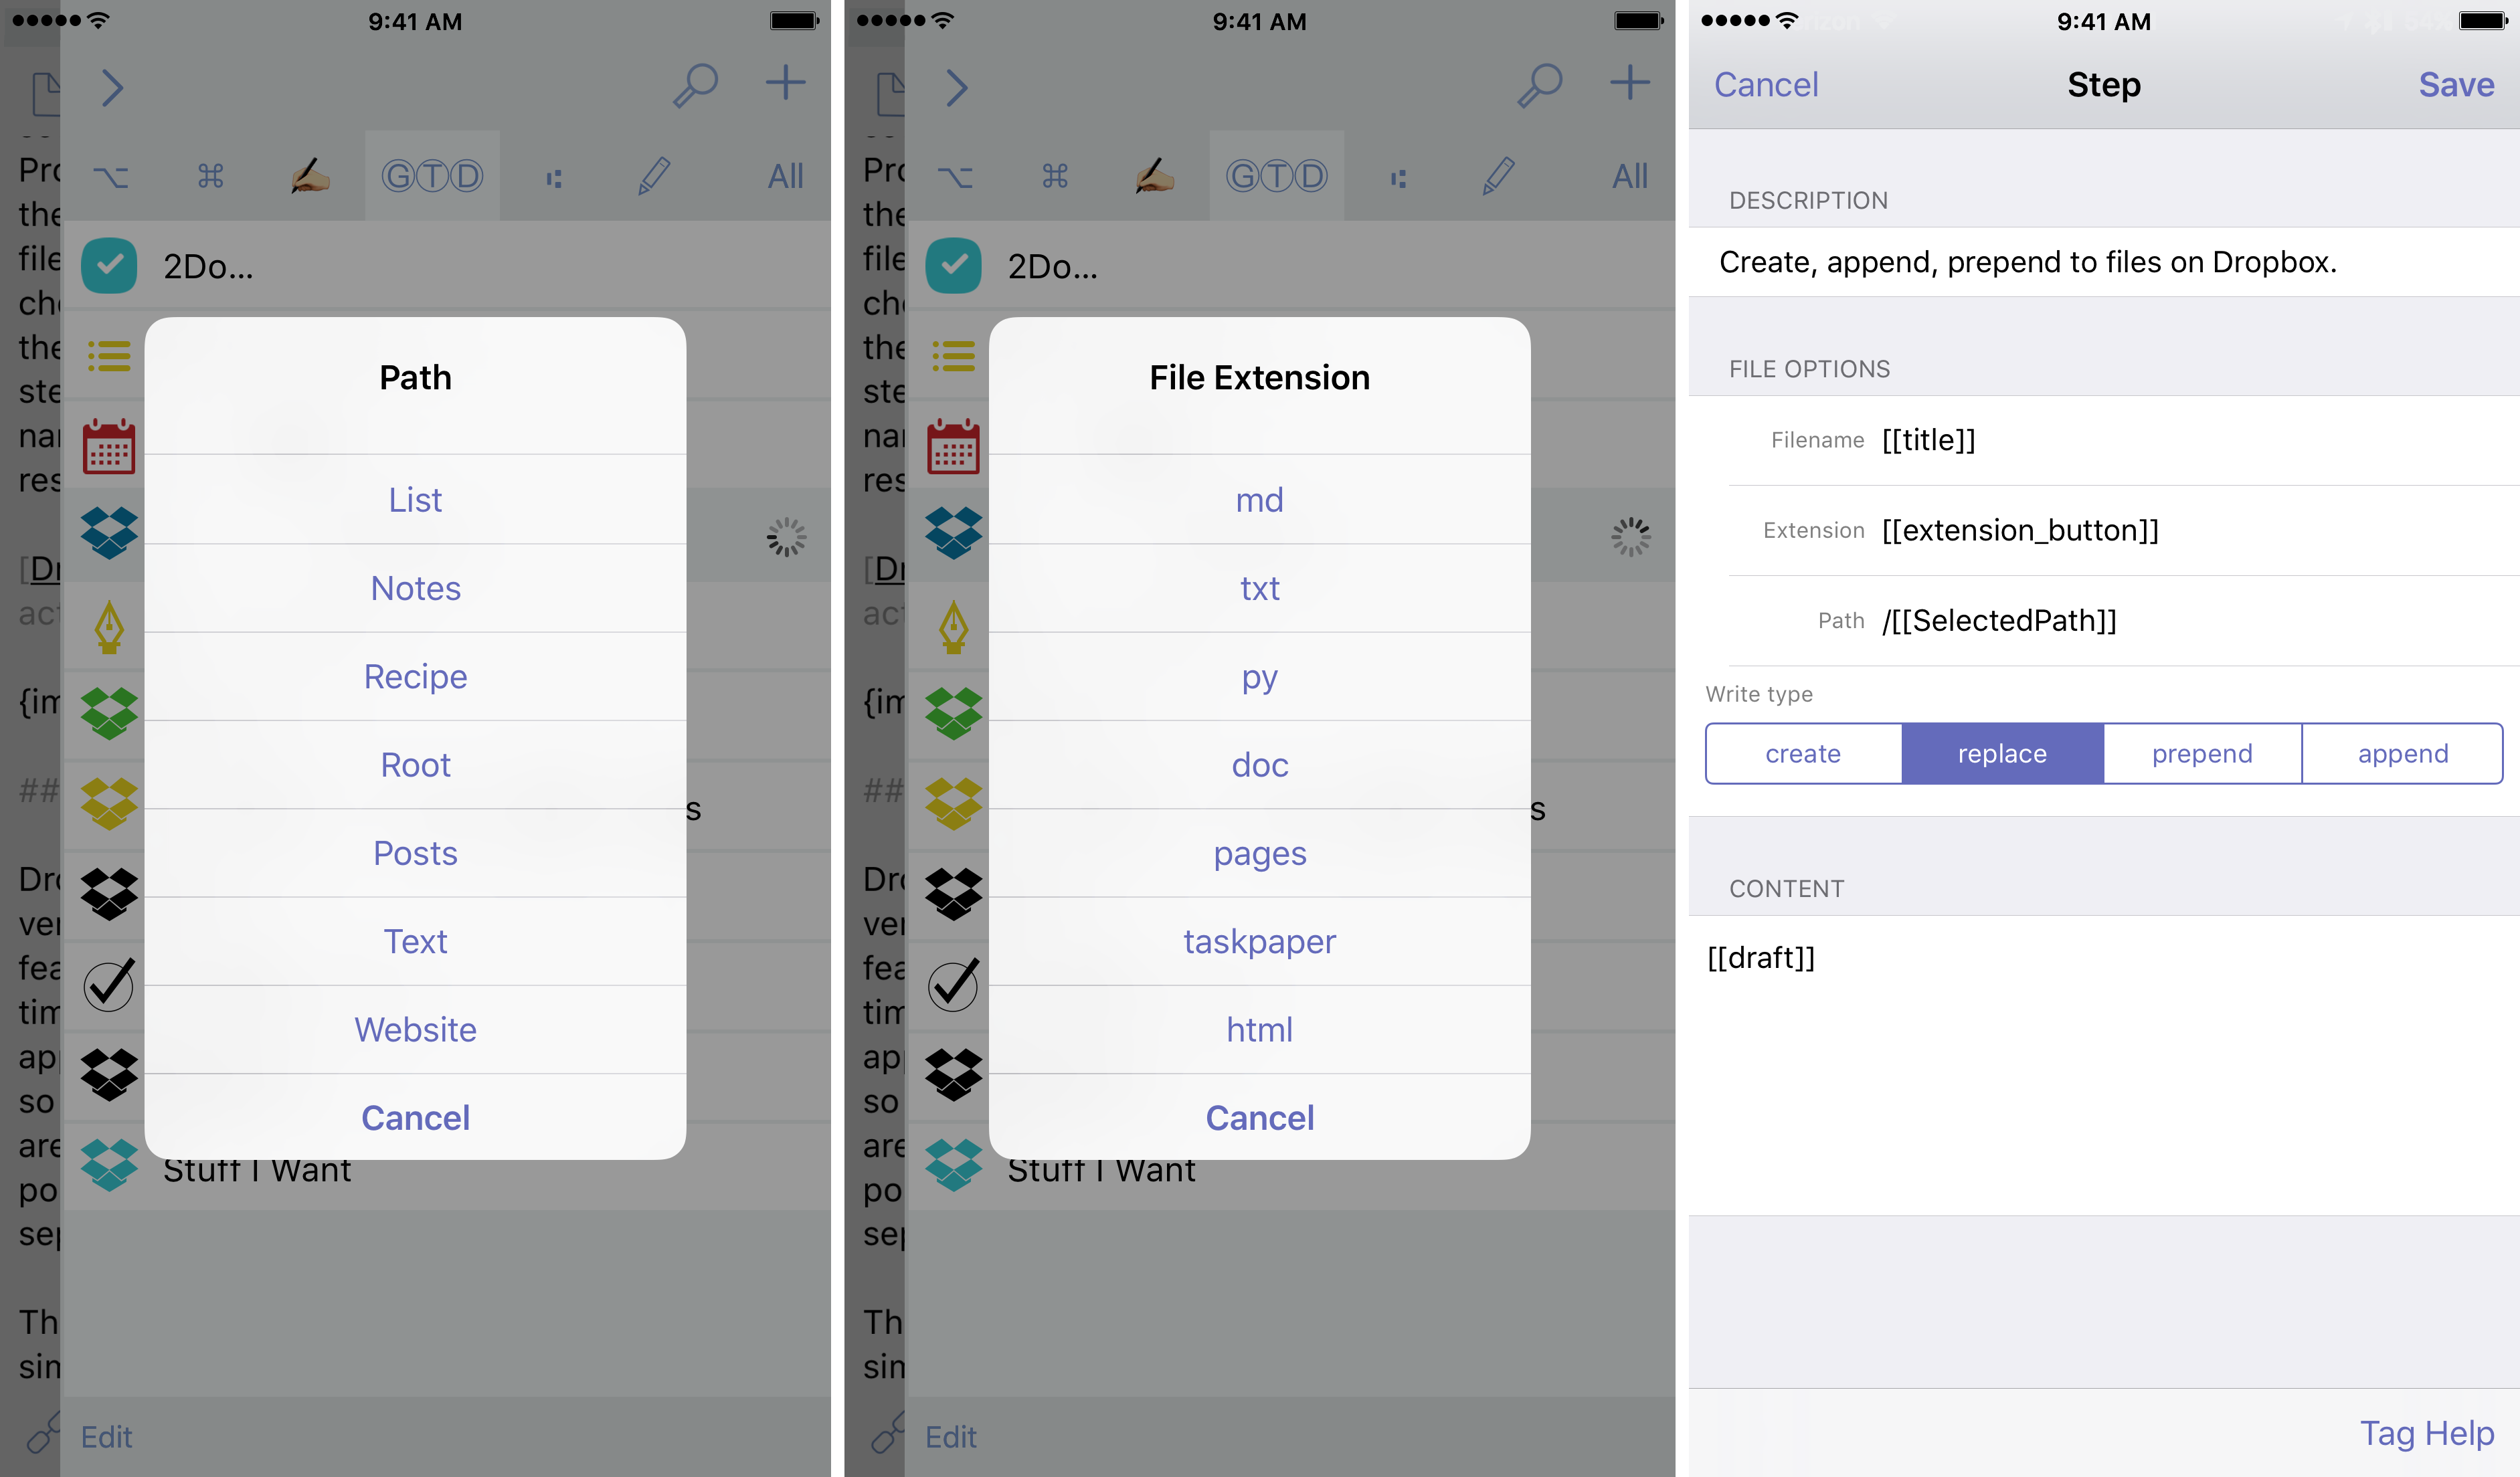 9:41 AM
GTD
All
2Do...
Path
List
Notes
Recipe
Root
Posts
Text
Website
Cancel
Stuff I Want
Edit
9:41 AM
GTD
All
2Do...
File Extension
md
txt
py
doc
pages
taskpaper
html
Cancel
Stuff I Want
Edit
9:41 AM
Cancel
Step
Save
DESCRIPTION
Create, append, prepend to files on Dropbox.
FILE OPTIONS
Filename [[title]]
Extension [[extension_button]]
Path /[[SelectedPath]]
Write type
create replace prepend append
CONTENT
[[draft]]
Tag Help